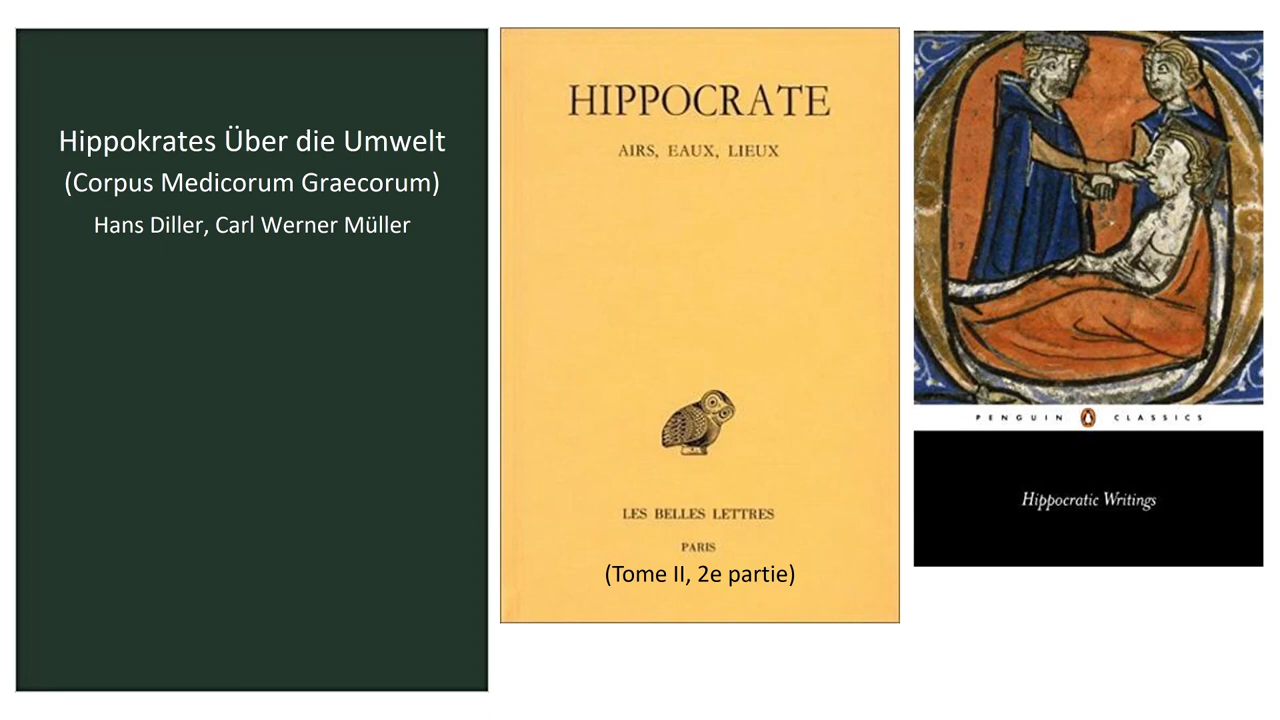 Hippokrates Über die Umwelt
(Corpus Medicorum Graecorum)
Hans Diller, Carl Werner Müller
HIPPOCRATE
AIRS, EAUX, LIEUX
LES BELLES LETTRES
PARIS
(Tome II, 2e partie)
PENGUIN CLASSICS
Hippocratic Writings